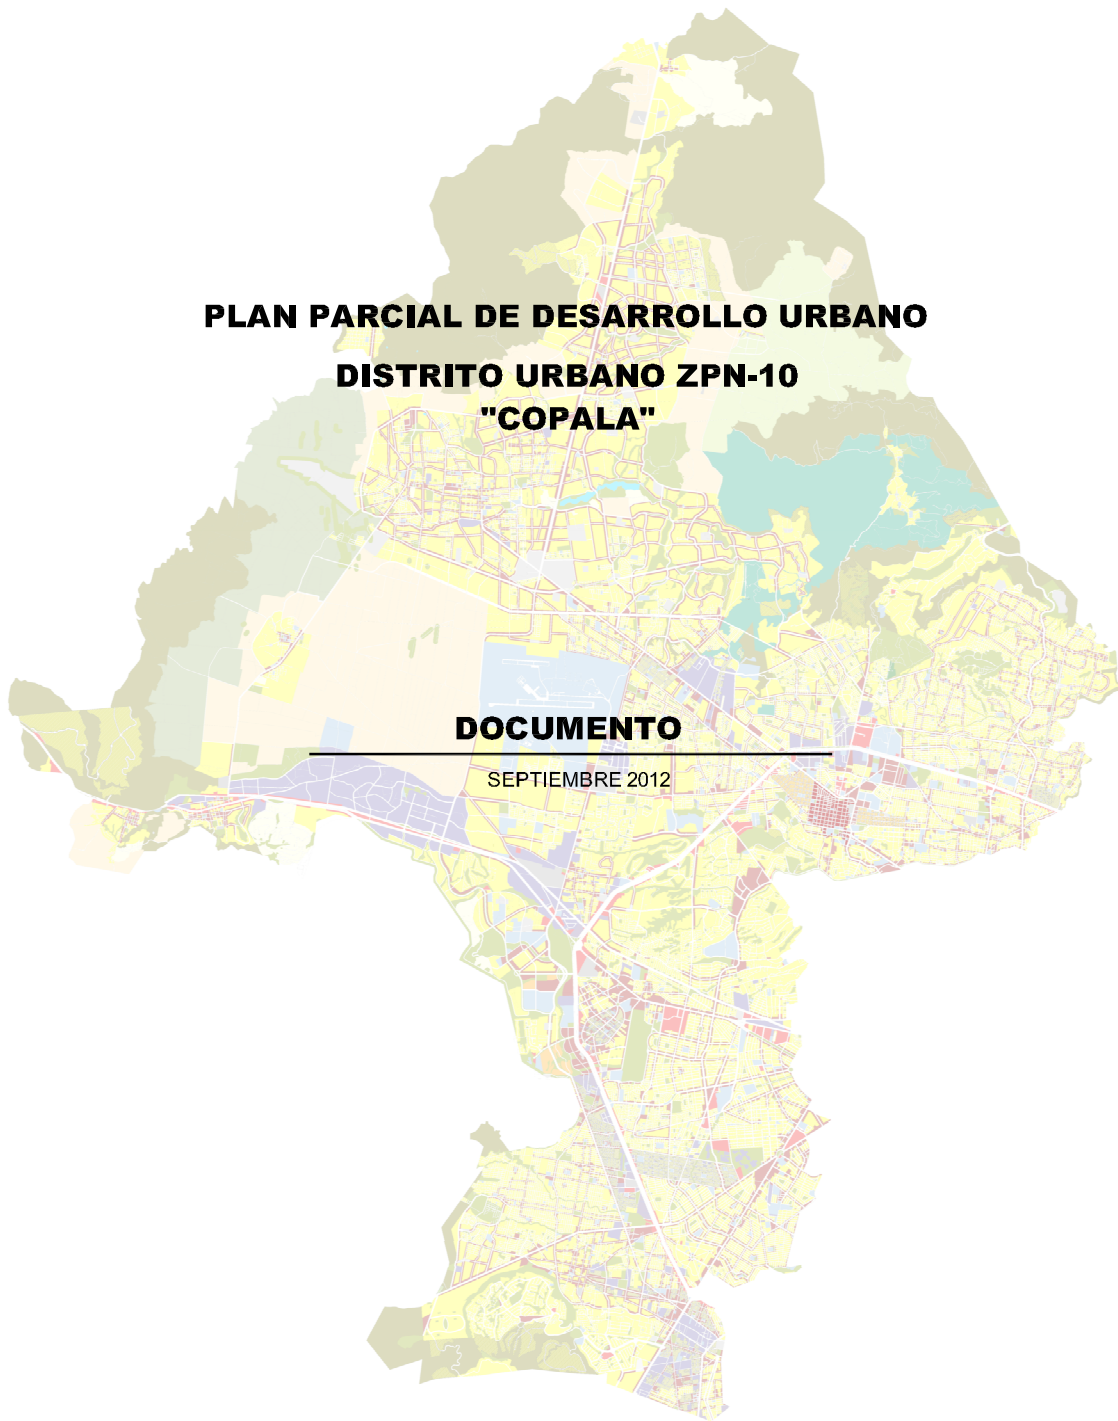 PLAN PARCIAL DE DESARROLLO URBANO
DISTRITO URBANO ZPN-10
"COPALA"
DOCUMENTO
SEPTIEMBRE 2012